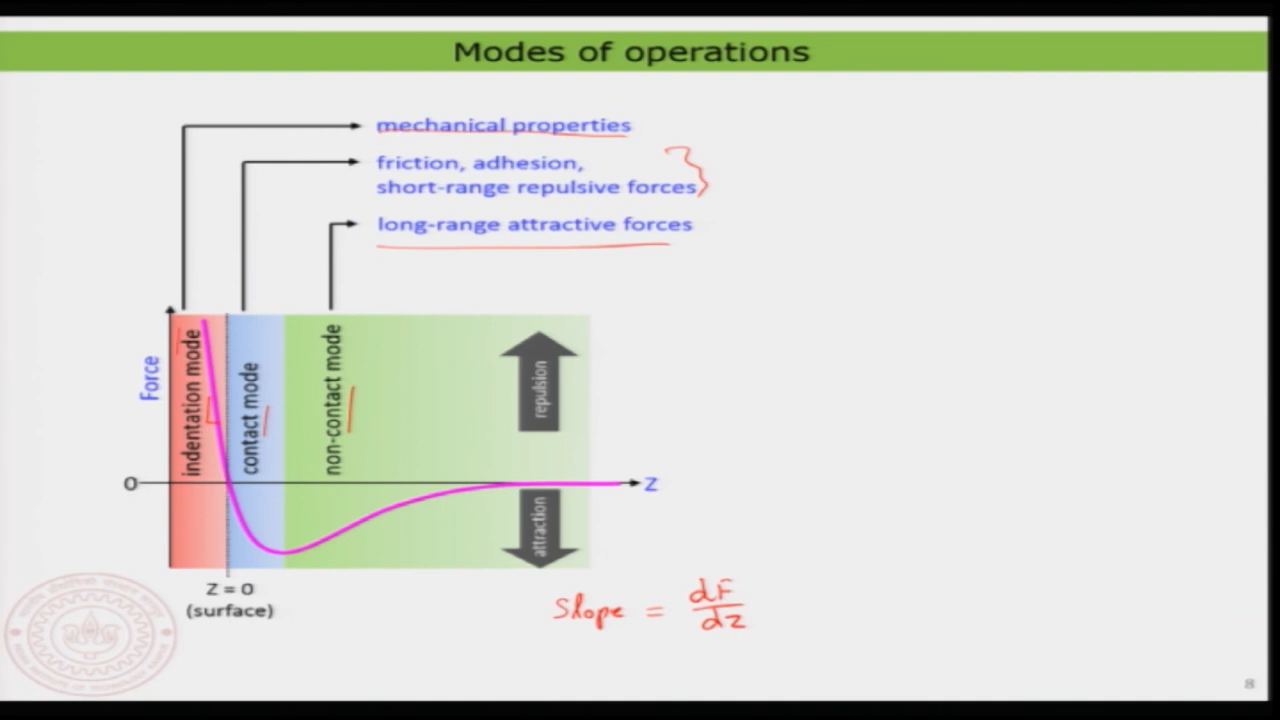 Modes of operations
mechanical properties
friction, adhesion,
short-range repulsive forces
long-range attractive forces
Force
indentation mode
contact mode
non-contact mode
repulsion
attraction
0
Z
Z = 0
(surface)
Slope = dF
dz
8